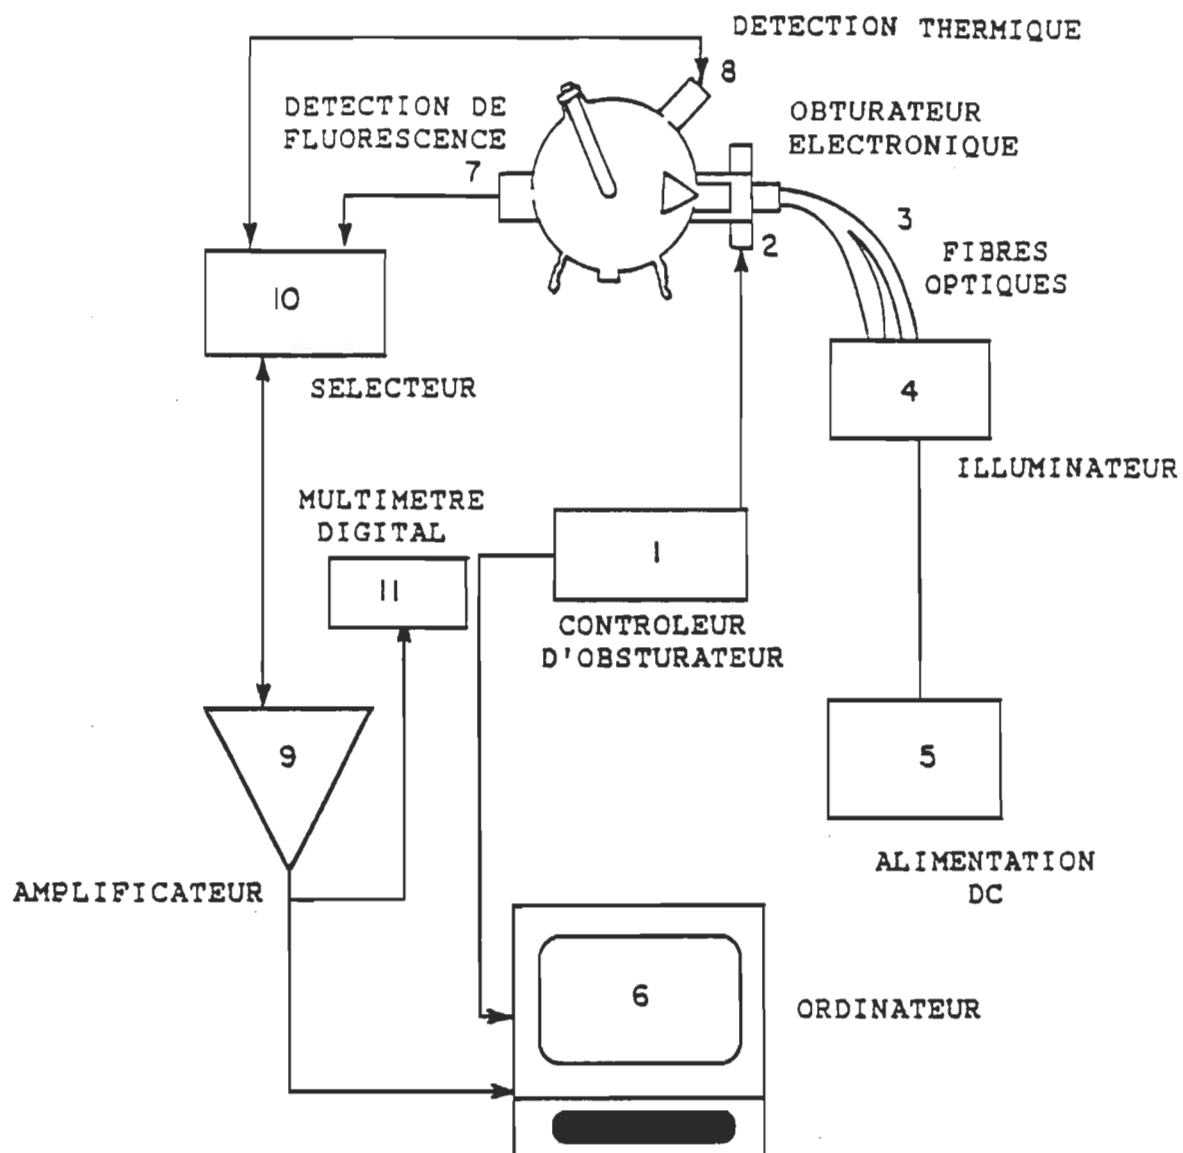 DETECTION THERMIQUE
8
DETECTION DE
FLUORESCENCE
7
OBTURATEUR
ELECTRONIQUE
2
3
FIBRES
OPTIQUES
10
SELECTEUR
4
ILLUMINATEUR
MULTIMETRE
DIGITAL
11
1
CONTROLEUR
D'OBSTURATEUR
9
AMPLIFICATEUR
5
ALIMENTATION
DC
6
ORDINATEUR